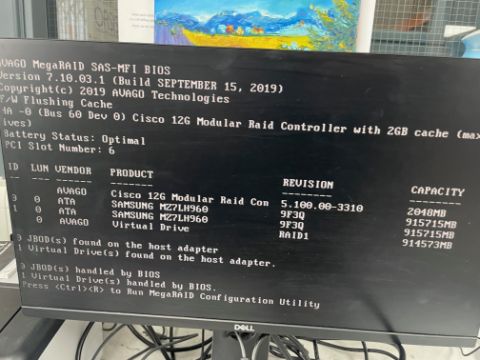 AVAGO MegaRAID SAS-MFI BIOS
Version 7.10.03.1 (Build SEPTEMBER 15, 2019)
Copyright(c) 2019 AVAGO Technologies
F/W Flushing Cache
HA -0 (Bus 60 Dev 0) Cisco 12G Modular Raid Controller with 2GB cache (max
ives)
Battery Status: Optimal
PCI Slot Number: 6
ID LUN VENDOR PRODUCT REVISION CAPACITY
-- --- ------ ------- -------- --------
AVAGO Cisco 12G Modular Raid Con 5.100.00-3310 2048MB
0 ATA SAMSUNG MZ7LH960 9F3Q 915715MB
1 0 ATA SAMSUNG MZ7LH960 9F3Q 915715MB
0 AVAGO Virtual Drive RAID1 914573MB
0 JBOD(s) found on the host adapter
1 Virtual Drive(s) found on the host adapter.
0 JBOD(s) handled by BIOS
1 Virtual Drive(s) handled by BIOS.
Press <Ctrl><R> to Run MegaRAID Configuration Utility
DELL